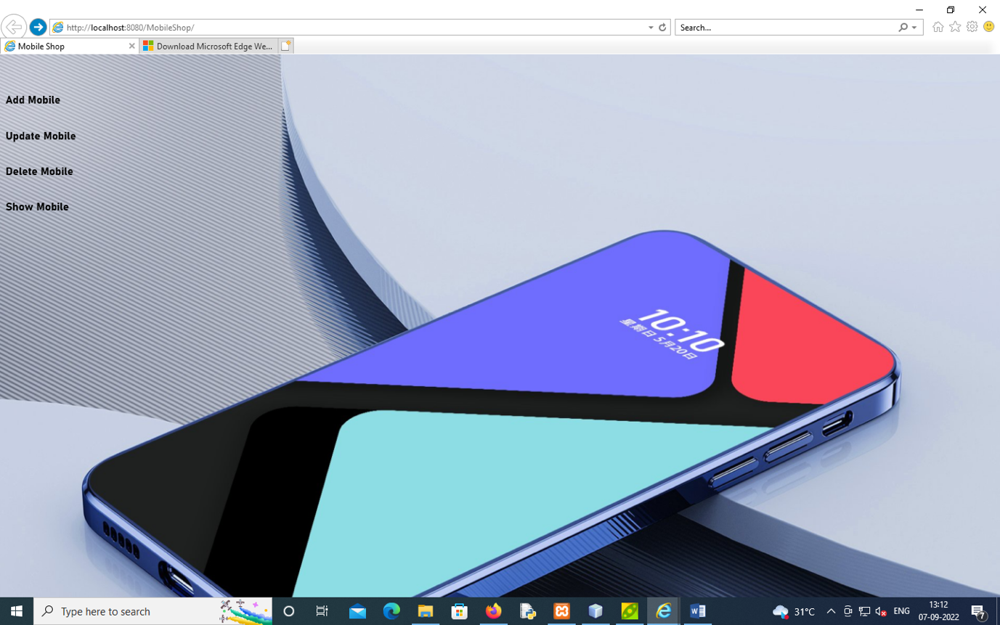 http://localhost:8080/MobileShop/
Search...
Mobile Shop
Download Microsoft Edge We...
Add Mobile
Update Mobile
Delete Mobile
Show Mobile
10:10
星期日 5月20日
Type here to search
31°C
ENG
13:12
07-09-2022
7